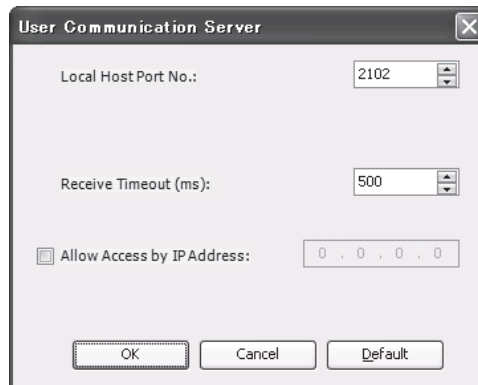 User Communication Server
Local Host Port No.: 2102
Receive Timeout (ms): 500
Allow Access by IP Address: 0 . 0 . 0 . 0
OK Cancel Default